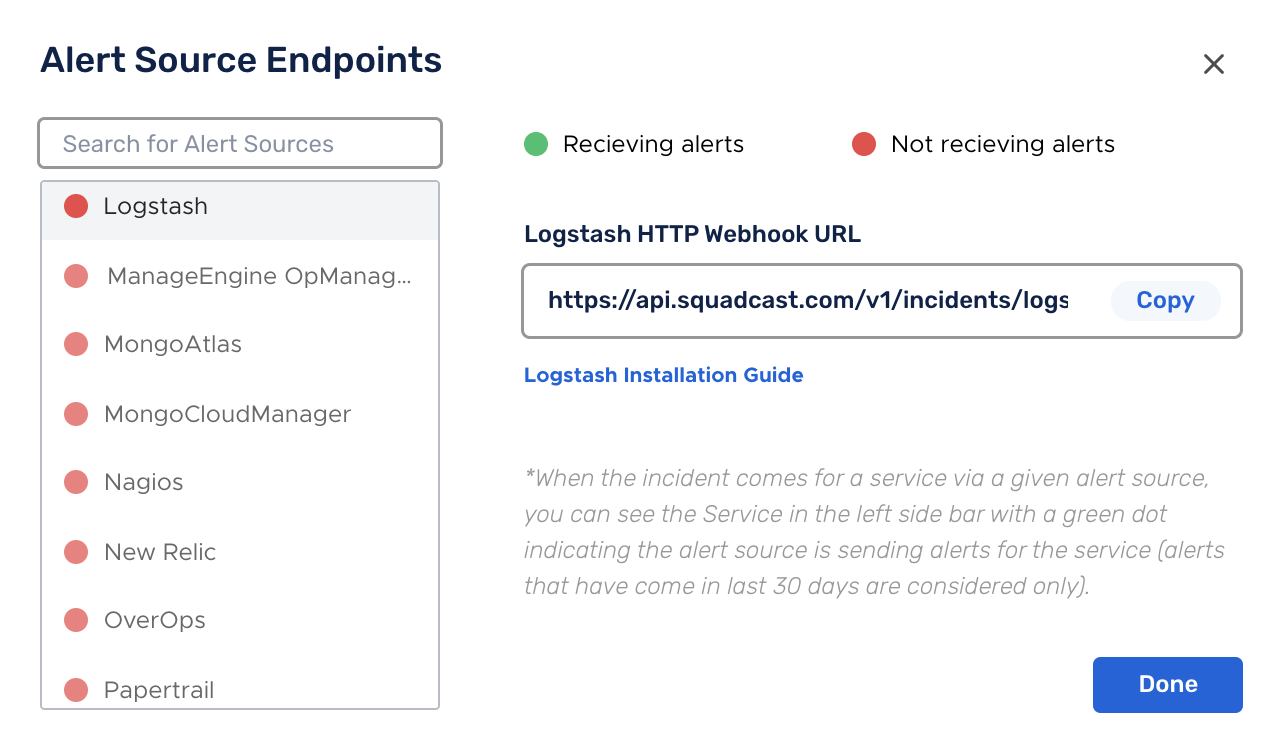 Alert Source Endpoints
Search for Alert Sources
Logstash
ManageEngine OpManag...
MongoAtlas
MongoCloudManager
Nagios
New Relic
OverOps
Papertrail
Recieving alerts
Not recieving alerts
Logstash HTTP Webhook URL
https://api.squadcast.com/v1/incidents/logs
Copy
Logstash Installation Guide
*When the incident comes for a service via a given alert source,
you can see the Service in the left side bar with a green dot
indicating the alert source is sending alerts for the service (alerts
that have come in last 30 days are considered only).
Done